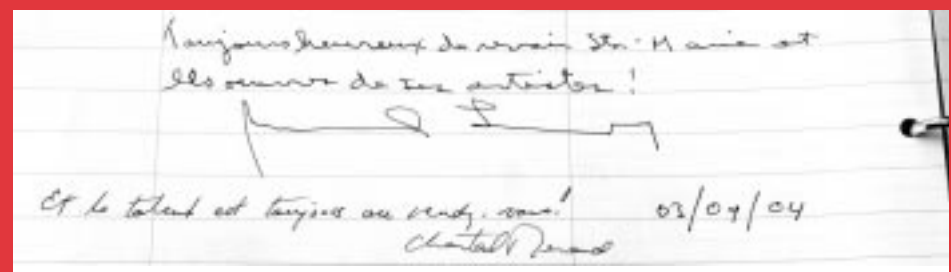 Toujours heureux de revoir Ste-Marie et
les oeuvres de ses artistes !
Et le talent est toujours au rendez-vous! 03/04/04
Chantal